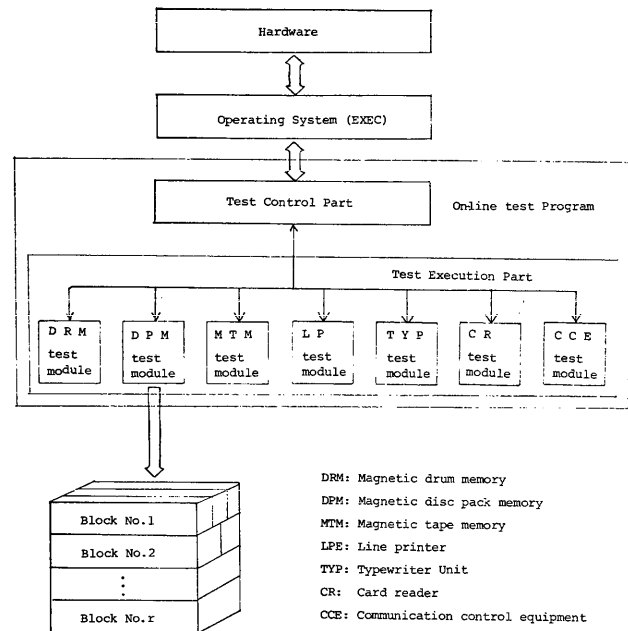 Hardware
Operating System (EXEC)
Test Control Part
On-line test Program
Test Execution Part
D R M
test
module
D P M
test
module
M T M
test
module
L P
test
module
T Y P
test
module
C R
test
module
C C E
test
module
Block No.1
Block No.2
Block No.r
DRM: Magnetic drum memory
DPM: Magnetic disc pack memory
MTM: Magnetic tape memory
LPE: Line printer
TYP: Typewriter Unit
CR: Card reader
CCE: Communication control equipment